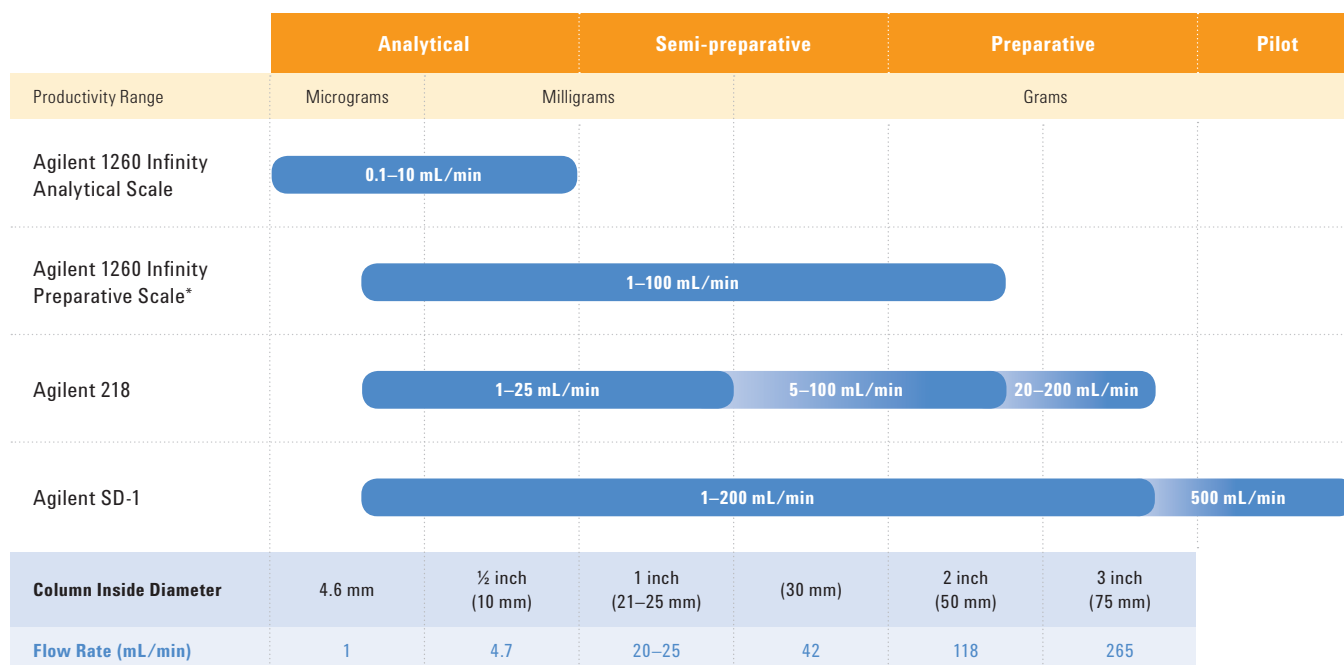 Analytical Semi-preparative Preparative Pilot
Productivity Range Micrograms Milligrams Grams
Agilent 1260 Infinity
Analytical Scale
0.1–10 mL/min
Agilent 1260 Infinity
Preparative Scale*
1–100 mL/min
Agilent 218 1–25 mL/min 5–100 mL/min 20–200 mL/min
Agilent SD-1 1–200 mL/min 500 mL/min
Column Inside Diameter 4.6 mm ½ inch (10 mm) 1 inch (21–25 mm) (30 mm) 2 inch (50 mm) 3 inch (75 mm)
Flow Rate (mL/min) 1 4.7 20–25 42 118 265